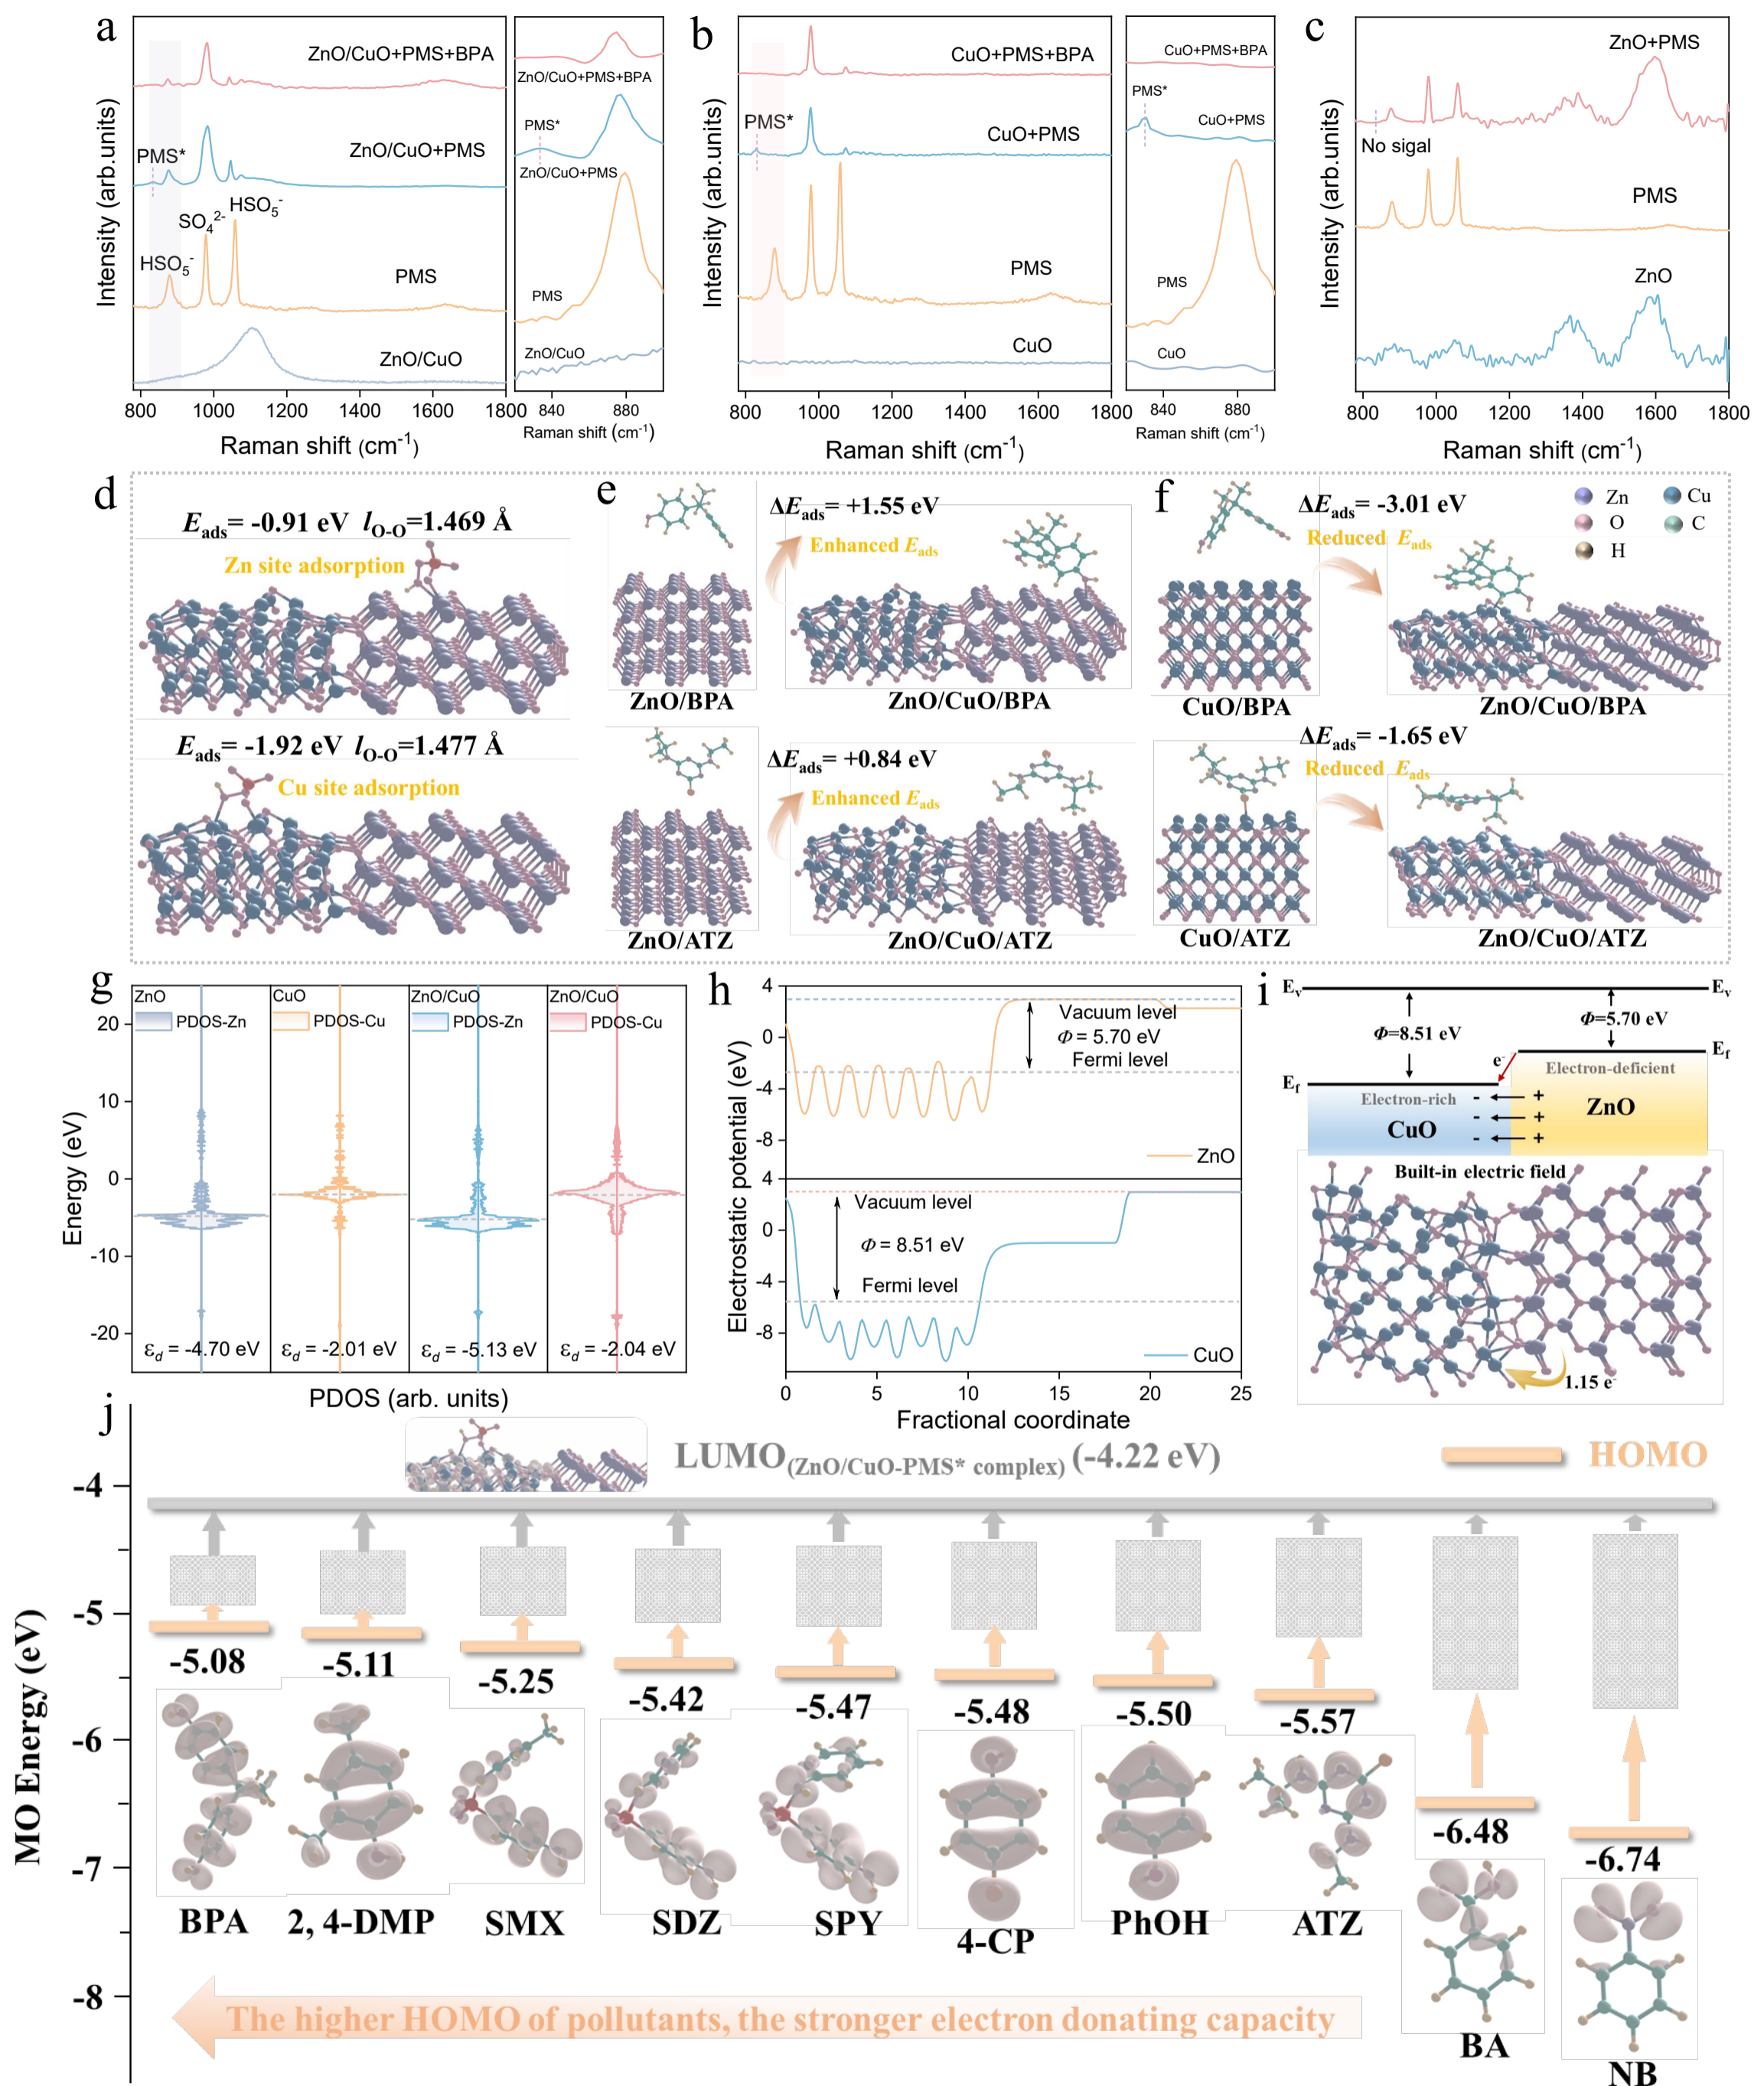 a
Intensity (arb.units)
ZnO/CuO+PMS+BPA
PMS*
ZnO/CuO+PMS
HSO5-
SO42-
HSO5-
PMS
ZnO/CuO
800 1000 1200 1400 1600 1800
Raman shift (cm-1)
ZnO/CuO+PMS+BPA
PMS*
ZnO/CuO+PMS
PMS
ZnO/CuO
840 880
Raman shift (cm-1)
b
Intensity (arb.units)
CuO+PMS+BPA
PMS*
CuO+PMS
PMS
CuO
800 1000 1200 1400 1600 1800
Raman shift (cm-1)
CuO+PMS+BPA
PMS*
CuO+PMS
PMS
CuO
840 880
Raman shift (cm-1)
c
Intensity (arb.units)
ZnO+PMS
No sigal
PMS
ZnO
800 1000 1200 1400 1600 1800
Raman shift (cm-1)
d
Eads= -0.91 eV lO-O=1.469 Å
Zn site adsorption
Eads= -1.92 eV lO-O=1.477 Å
Cu site adsorption
e
ΔEads= +1.55 eV
Enhanced Eads
ZnO/BPA
ZnO/CuO/BPA
ΔEads= +0.84 eV
Enhanced Eads
ZnO/ATZ
ZnO/CuO/ATZ
f
ΔEads= -3.01 eV
Reduced Eads
Zn Cu
O C
H
CuO/BPA
ZnO/CuO/BPA
ΔEads= -1.65 eV
Reduced Eads
CuO/ATZ
ZnO/CuO/ATZ
g
Energy (eV)
20
10
0
-10
-20
ZnO
PDOS-Zn
εd = -4.70 eV
CuO
PDOS-Cu
εd = -2.01 eV
ZnO/CuO
PDOS-Zn
εd = -5.13 eV
ZnO/CuO
PDOS-Cu
εd = -2.04 eV
PDOS (arb. units)
h
Electrostatic potential (eV)
4
0
-4
-8
Vacuum level
Φ = 5.70 eV
Fermi level
ZnO
4
0
-4
-8
Vacuum level
Φ = 8.51 eV
Fermi level
CuO
0 5 10 15 20 25
Fractional coordinate
i
Ev Ev
Φ=8.51 eV
Φ=5.70 eV
e-
Ef
Ef
Electron-deficient
Electron-rich
ZnO
CuO
- +
- +
- +
Built-in electric field
1.15 e-
j
MO Energy (eV)
-4
-5
-6
-7
-8
LUMO(ZnO/CuO-PMS* complex) (-4.22 eV)
HOMO
-5.08
-5.11
-5.25
-5.42
-5.47
-5.48
-5.50
-5.57
-6.48
-6.74
BPA
2, 4-DMP
SMX
SDZ
SPY
4-CP
PhOH
ATZ
BA
NB
The higher HOMO of pollutants, the stronger electron donating capacity